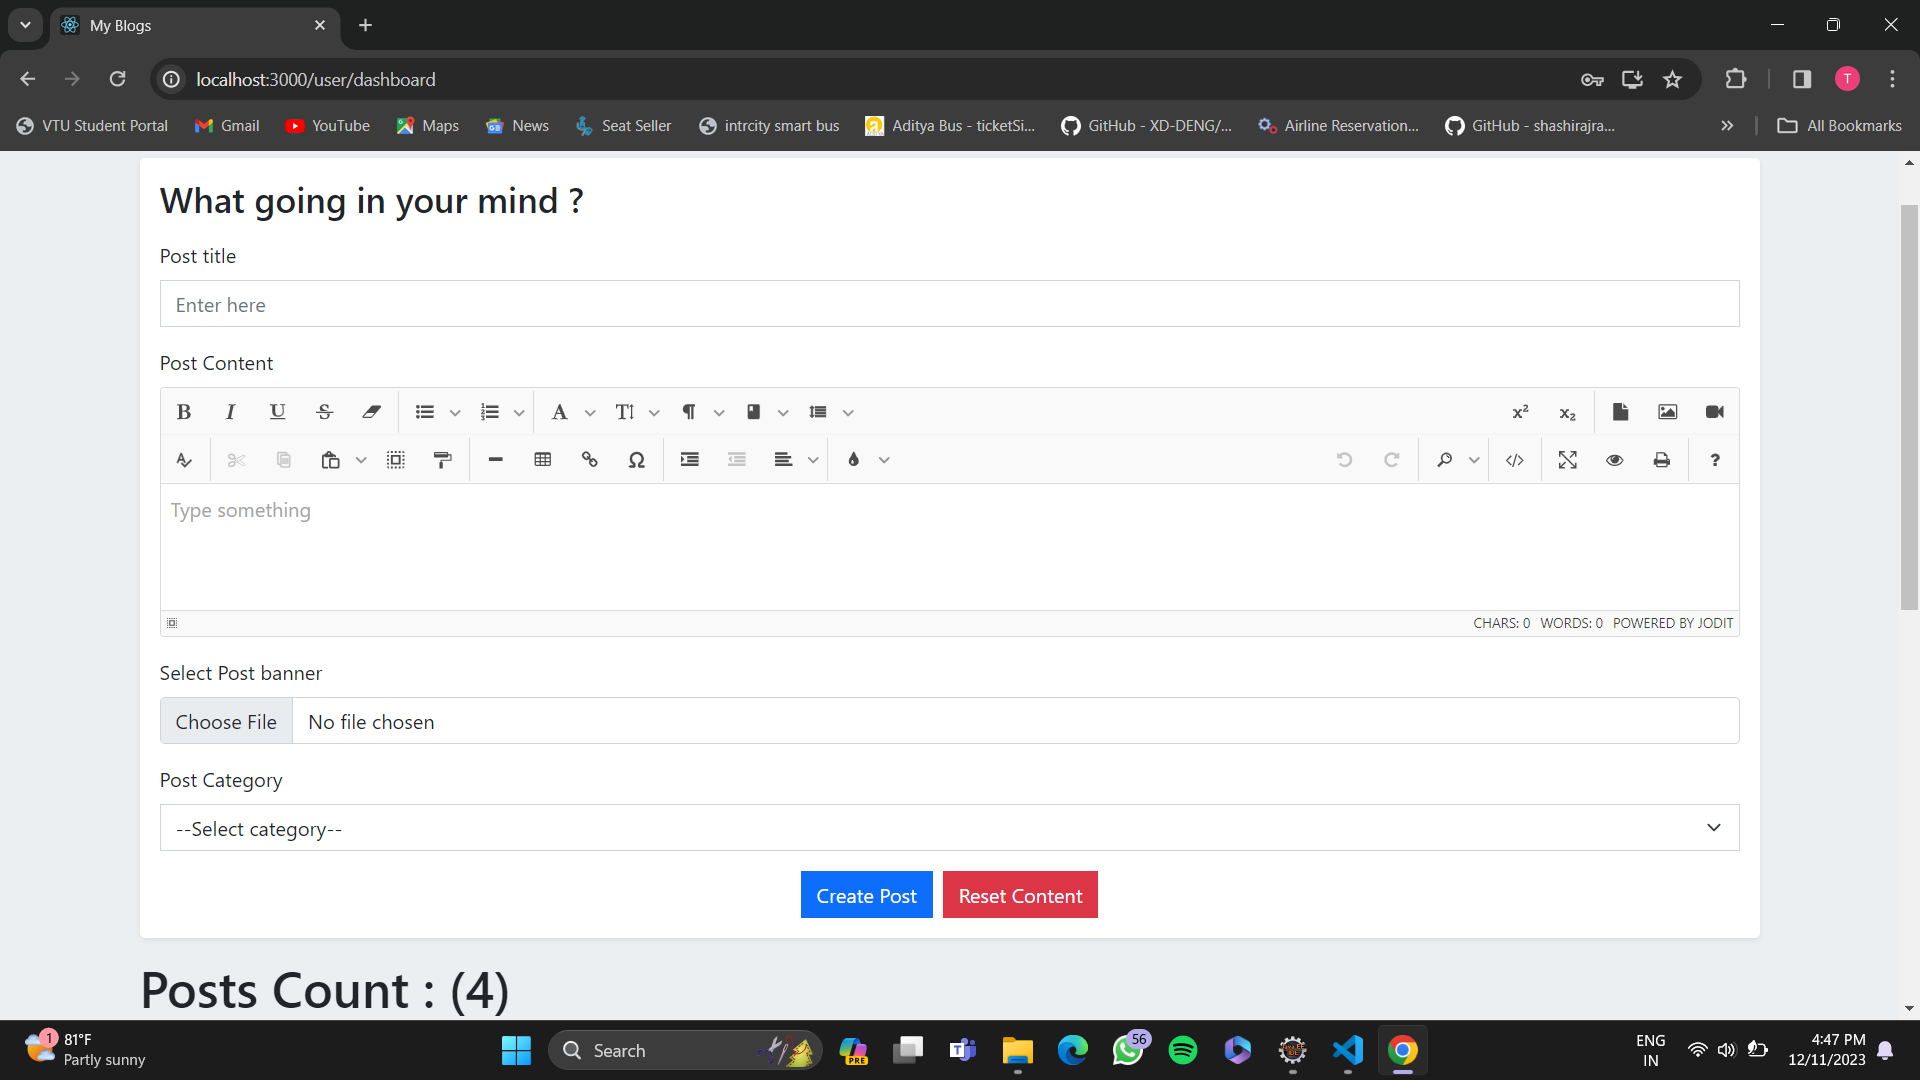 My Blogs
localhost:3000/user/dashboard
T
VTU Student Portal
Gmail
YouTube
Maps
News
Seat Seller
intrcity smart bus
Aditya Bus - ticketSi...
GitHub - XD-DENG/...
Airline Reservation...
GitHub - shashirajra...
All Bookmarks
What going in your mind ?
Post title
Enter here
Post Content
Type something
CHARS: 0 WORDS: 0 POWERED BY JODIT
Select Post banner
Choose File No file chosen
Post Category
--Select category--
Create Post Reset Content
Posts Count : (4)
1
81°F
Partly sunny
Search
PRE
56
ENG
IN
4:47 PM
12/11/2023